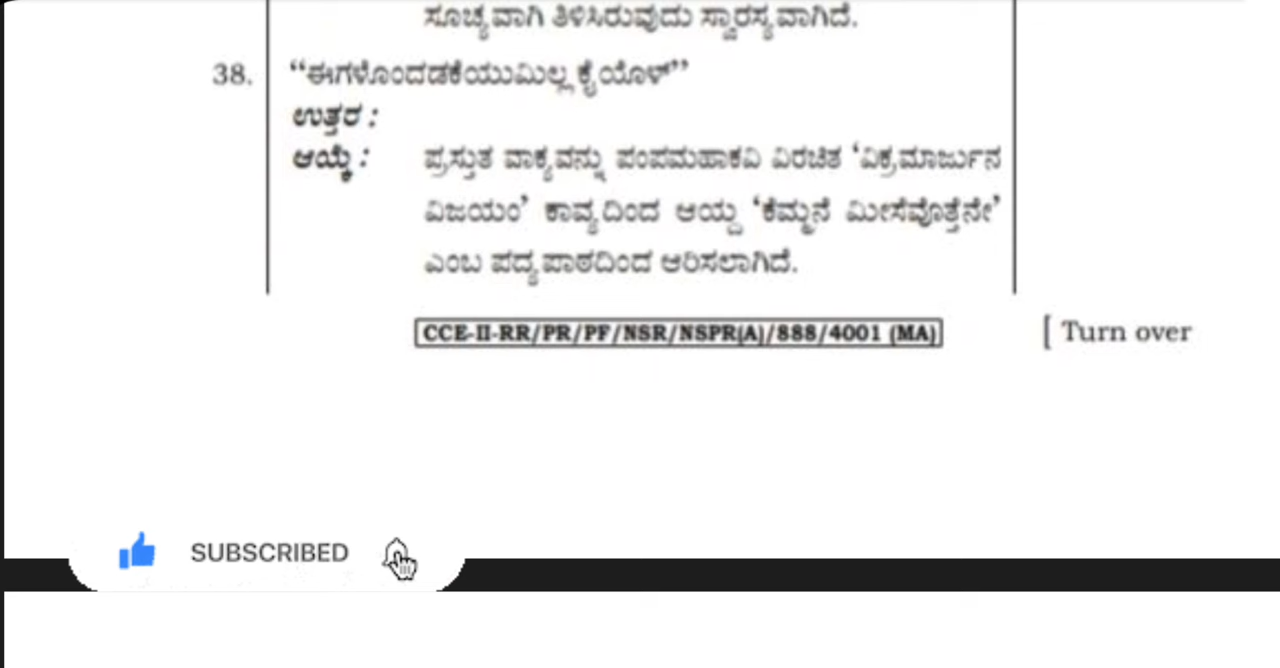 ಸೂಚ್ಯವಾಗಿ ತಿಳಿಸಿರುವುದು ಸ್ವಾರಸ್ಯವಾಗಿದೆ.
38. “ಈಗಳೊಂದಡಕೆಯುಮಿಲ್ಲ ಕೈಯೊಳ್”
ಉತ್ತರ :
ಆಯ್ಕೆ : ಪ್ರಸ್ತುತ ವಾಕ್ಯವನ್ನು ಪಂಪಮಹಾಕವಿ ವಿರಚಿತ ‘ವಿಕ್ರಮಾರ್ಜುನ
ವಿಜಯಂ’ ಕಾವ್ಯದಿಂದ ಆಯ್ದ ‘ಕೆಮ್ಮನೆ ಮೀಸೆವೊತ್ತೆನೇ’
ಎಂಬ ಪದ್ಯಪಾಠದಿಂದ ಆರಿಸಲಾಗಿದೆ.
CCE-II-RR/PR/PF/NSR/NSPR(A)/888/4001 (MA) [ Turn over
SUBSCRIBED